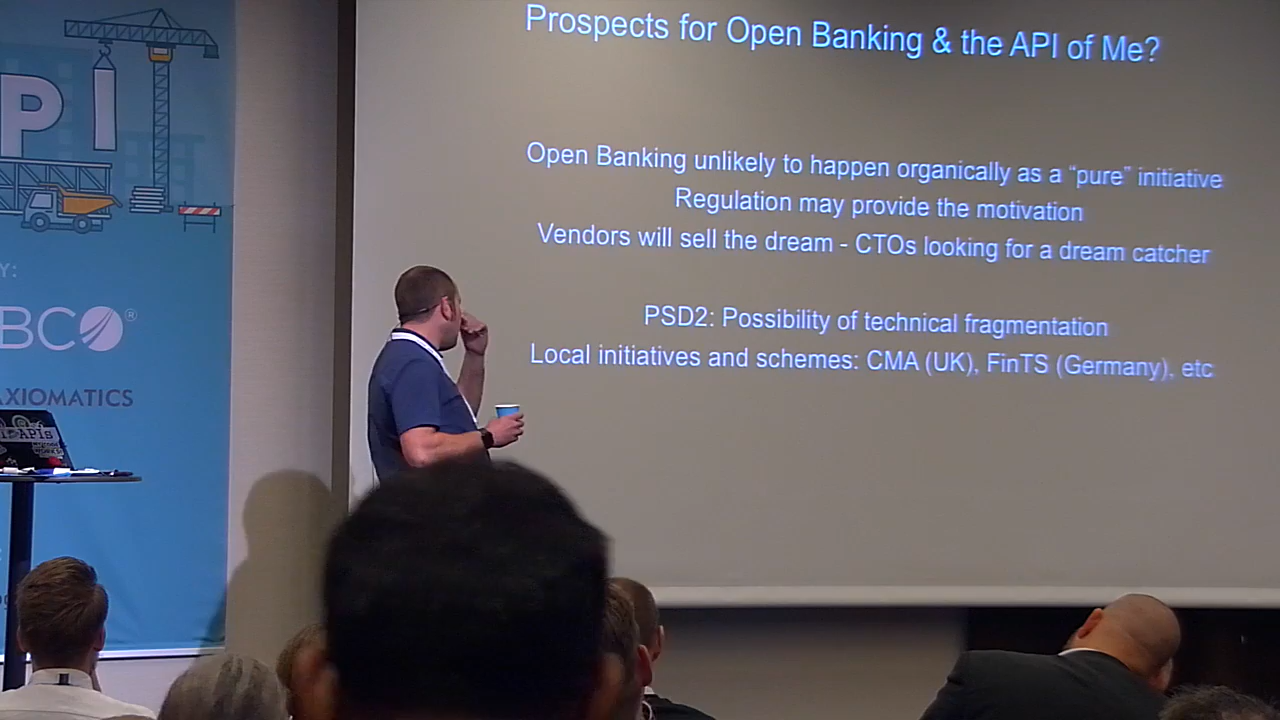 Prospects for Open Banking & the API of Me?
Open Banking unlikely to happen organically as a “pure” initiative
Regulation may provide the motivation
Vendors will sell the dream - CTOs looking for a dream catcher
PSD2: Possibility of technical fragmentation
Local initiatives and schemes: CMA (UK), FinTS (Germany), etc
PI
Y:
BCO®
AXIOMATICS
APIs